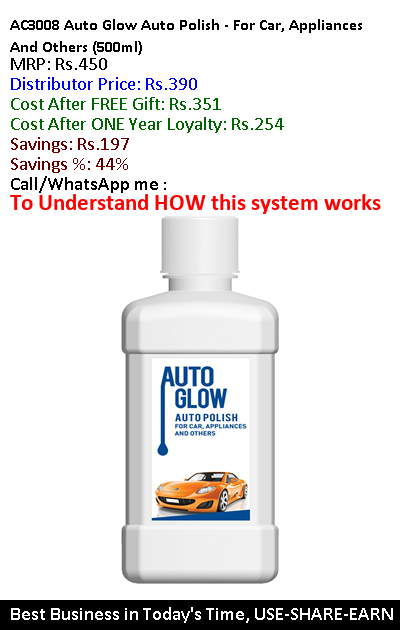 AC3008 Auto Glow Auto Polish - For Car, Appliances
And Others (500ml)
MRP: Rs.450
Distributor Price: Rs.390
Cost After FREE Gift: Rs.351
Cost After ONE Year Loyalty: Rs.254
Savings: Rs.197
Savings %: 44%
Call/WhatsApp me :
To Understand HOW this system works
AUTO
GLOW
AUTO POLISH
FOR CAR, APPLIANCES
AND OTHERS
Best Business in Today's Time, USE-SHARE-EARN